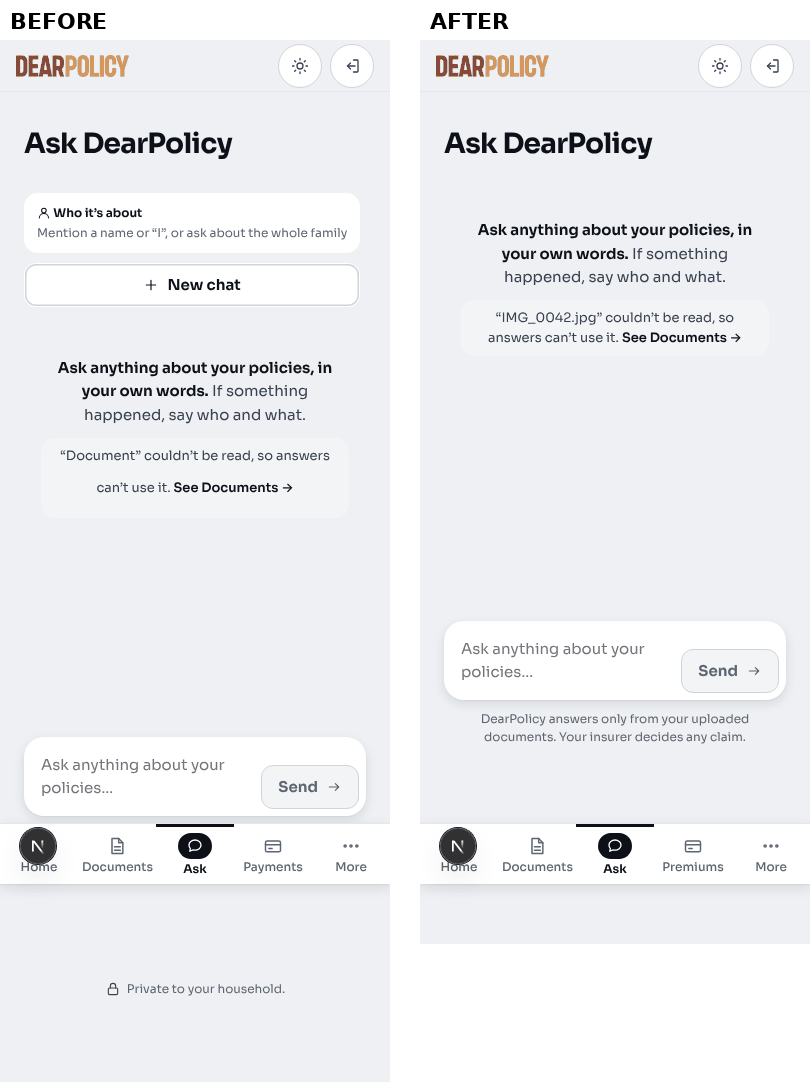 BEFORE
DEARPOLICY
Ask DearPolicy
Who it’s about
Mention a name or “I”, or ask about the whole family
New chat
Ask anything about your policies, in
your own words. If something
happened, say who and what.
“Document” couldn’t be read, so answers
can’t use it. See Documents →
Ask anything about your
policies...
Send →
N
Home
Documents
Ask
Payments
More
Private to your household.
AFTER
DEARPOLICY
Ask DearPolicy
Ask anything about your policies, in
your own words. If something
happened, say who and what.
“IMG_0042.jpg” couldn’t be read, so
answers can’t use it. See Documents →
Ask anything about your
policies...
Send →
DearPolicy answers only from your uploaded
documents. Your insurer decides any claim.
N
Home
Documents
Ask
Premiums
More